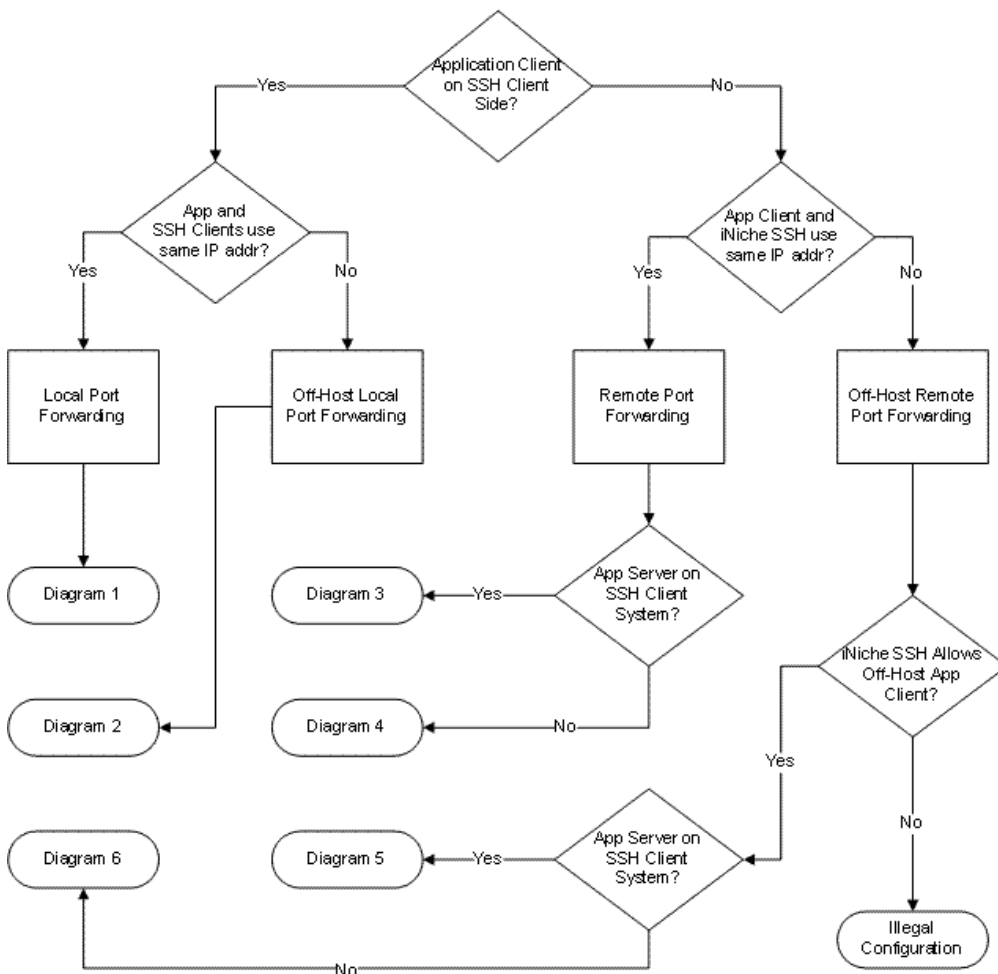 Application Client
on SSH Client
Side?
Yes
No
App and
SSH Clients use
same IP addr?
App Client and
iNiche SSH use
same IP addr?
Yes
No
Yes
No
Local Port
Forwarding
Off-Host Local
Port Forwarding
Remote Port
Forwarding
Off-Host Remote
Port Forwarding
Diagram 1
Diagram 3
Yes
App Server on
SSH Client
System?
iNiche SSH Allows
Off-Host App
Client?
Diagram 2
Diagram 4
No
Yes
No
Diagram 6
Diagram 5
Yes
App Server on
SSH Client
System?
Illegal
Configuration
No